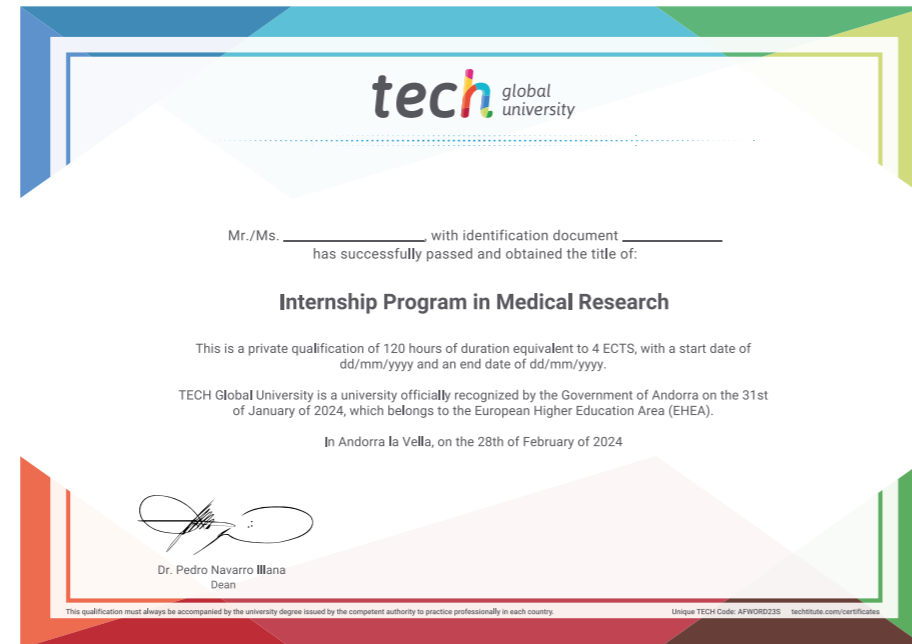 tech global university
Mr./Ms. ____________________, with identification document ______________
has successfully passed and obtained the title of:
Internship Program in Medical Research
This is a private qualification of 120 hours of duration equivalent to 4 ECTS, with a start date of
dd/mm/yyyy and an end date of dd/mm/yyyy.
TECH Global University is a university officially recognized by the Government of Andorra on the 31st
of January of 2024, which belongs to the European Higher Education Area (EHEA).
In Andorra la Vella, on the 28th of February of 2024
Dr. Pedro Navarro Illana
Dean
This qualification must always be accompanied by the university degree issued by the competent authority to practice professionally in each country. Unique TECH Code: AFWORD23S techtitute.com/certificates